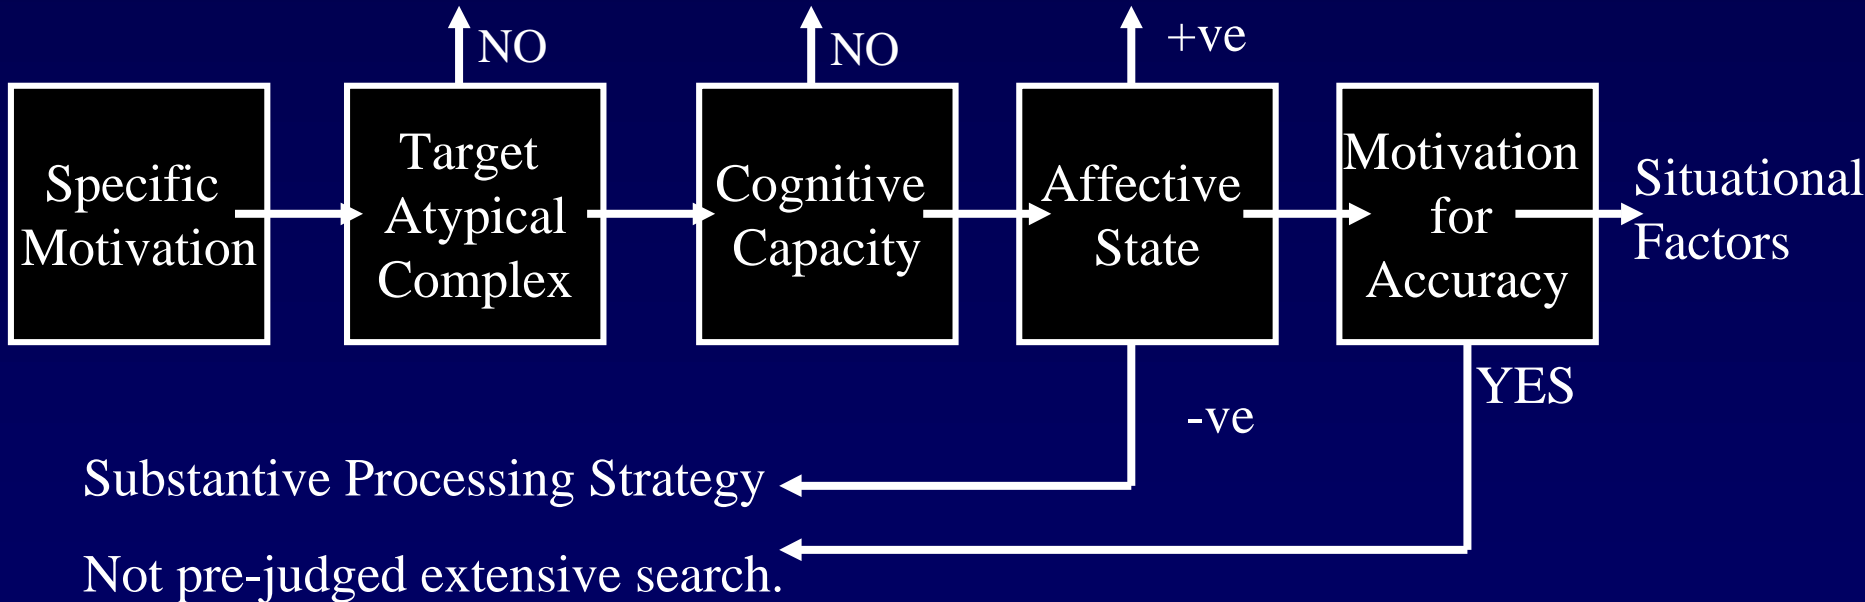 NO
NO
+ve
Specific
Motivation
Target
Atypical
Complex
Cognitive
Capacity
Affective
State
Motivation
for
Accuracy
Situational
Factors
YES
-ve
Substantive Processing Strategy
Not pre-judged extensive search.